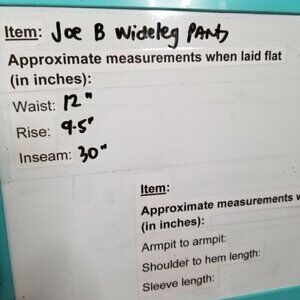 Item: Joe B Wideleg Pants
Approximate measurements when laid flat
(in inches):
Waist: 12"
Rise: 9.5"
Inseam: 30"
Item:
Approximate measurements w
(in inches):
Armpit to armpit:
Shoulder to hem length:
Sleeve length: